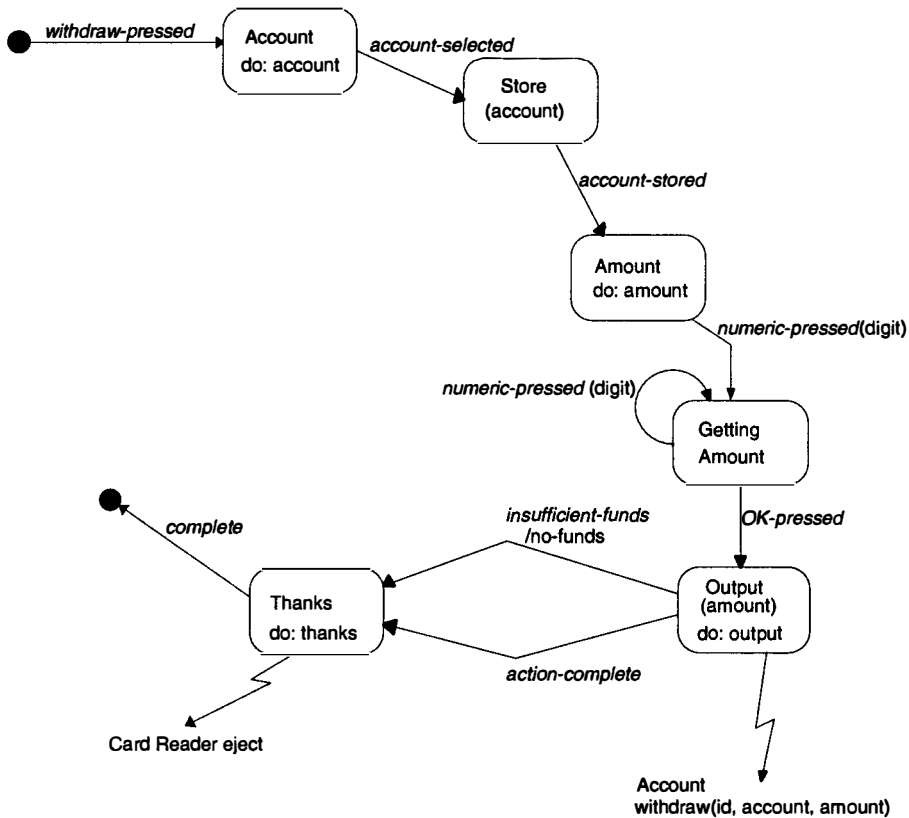 withdraw-pressed
Account
do: account
account-selected
Store
(account)
account-stored
Amount
do: amount
numeric-pressed(digit)
numeric-pressed (digit)
Getting
Amount
OK-pressed
insufficient-funds
/no-funds
complete
Output
(amount)
do: output
Thanks
do: thanks
action-complete
Card Reader eject
Account
withdraw(id, account, amount)